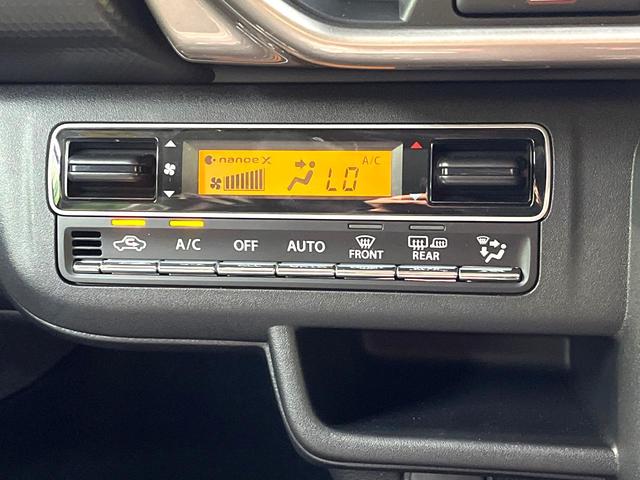 nanoe X
A/C
LO
A/C
OFF
AUTO
FRONT
REAR